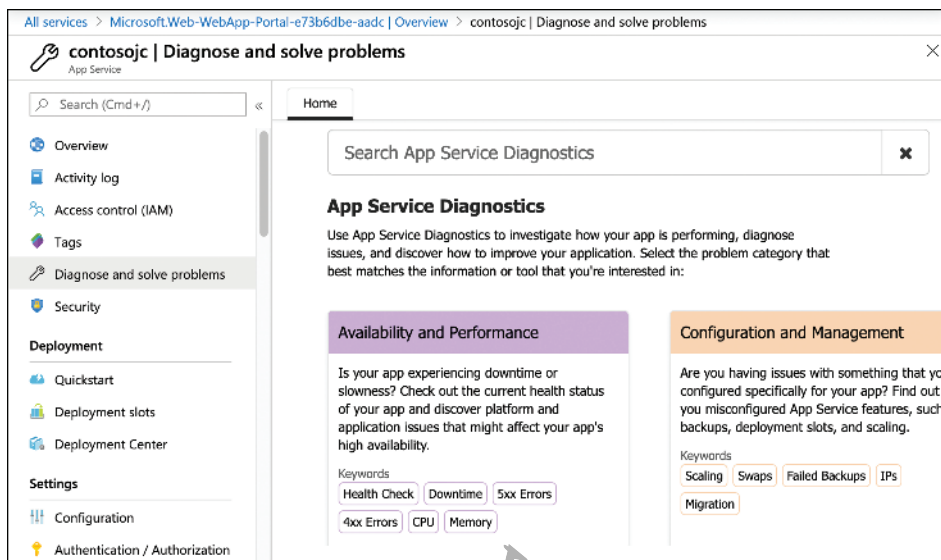 All services > Microsoft.Web-WebApp-Portal-e73b6dbe-aadc | Overview > contosojc | Diagnose and solve problems
contosojc | Diagnose and solve problems
App Service
Search (Cmd+/)
«
Overview
Activity log
Access control (IAM)
Tags
Diagnose and solve problems
Security
Deployment
Quickstart
Deployment slots
Deployment Center
Settings
Configuration
Authentication / Authorization
Home
Search App Service Diagnostics
App Service Diagnostics
Use App Service Diagnostics to investigate how your app is performing, diagnose
issues, and discover how to improve your application. Select the problem category that
best matches the information or tool that you're interested in:
Availability and Performance
Is your app experiencing downtime or
slowness? Check out the current health status
of your app and discover platform and
application issues that might affect your app's
high availability.
Keywords
Health Check Downtime 5xx Errors
4xx Errors CPU Memory
Configuration and Management
Are you having issues with something that yo
configured specifically for your app? Find out
you misconfigured App Service features, such
backups, deployment slots, and scaling.
Keywords
Scaling Swaps Failed Backups IPs
Migration